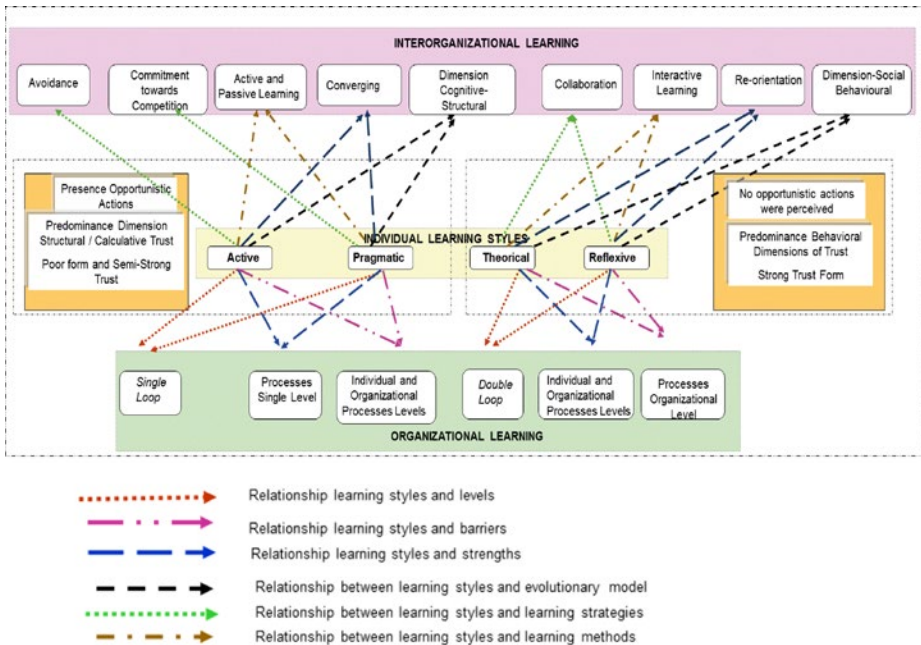 INTERORGANIZATIONAL LEARNING
Avoidance
Commitment
towards
Competition
Active and
Passive Learning
Converging
Dimension
Cognitive-
Structural
Collaboration
Interactive
Learning
Re-orientation
Dimension-Social
Behavioural
Presence Opportunistic
Actions
Predominance Dimension
Structural / Calculative Trust
Poor form and Semi-Strong
Trust
No opportunistic actions
were perceived
Predominance Behavioral
Dimensions of Trust
Strong Trust Form
INDIVIDUAL LEARNING STYLES
Active
Pragmatic
Theorical
Reflexive
Single
Loop
Processes
Single Level
Individual and
Organizational
Processes Levels
Double
Loop
Individual and
Organizational
Processes Levels
Processes
Organizational
Level
ORGANIZATIONAL LEARNING
Relationship learning styles and levels
Relationship learning styles and barriers
Relationship learning styles and strengths
Relationship between learning styles and evolutionary model
Relationship between learning styles and learning strategies
Relationship between learning styles and learning methods